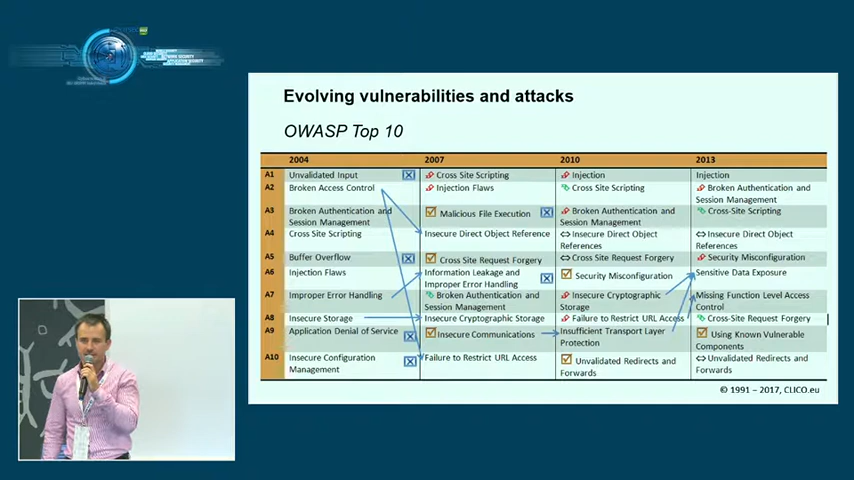 Evolving vulnerabilities and attacks
OWASP Top 10
2004 2007 2010 2013
A1 Unvalidated Input Cross Site Scripting Injection Injection
A2 Broken Access Control Injection Flaws Cross Site Scripting Broken Authentication and
Session Management
A3 Broken Authentication and Malicious File Execution Broken Authentication and Cross-Site Scripting
Session Management Session Management
A4 Cross Site Scripting Insecure Direct Object Reference Insecure Direct Object Insecure Direct Object
References References
A5 Buffer Overflow Cross Site Request Forgery Cross Site Request Forgery Security Misconfiguration
A6 Injection Flaws Information Leakage and Security Misconfiguration Sensitive Data Exposure
Improper Error Handling
A7 Improper Error Handling Broken Authentication and Insecure Cryptographic Missing Function Level Access
Session Management Storage Control
A8 Insecure Storage Insecure Cryptographic Storage Failure to Restrict URL Access Cross-Site Request Forgery
A9 Application Denial of Service Insecure Communications Insufficient Transport Layer Using Known Vulnerable
Protection Components
A10 Insecure Configuration Failure to Restrict URL Access Unvalidated Redirects and Unvalidated Redirects and
Management Forwards Forwards
© 1991 – 2017, CLICO.eu